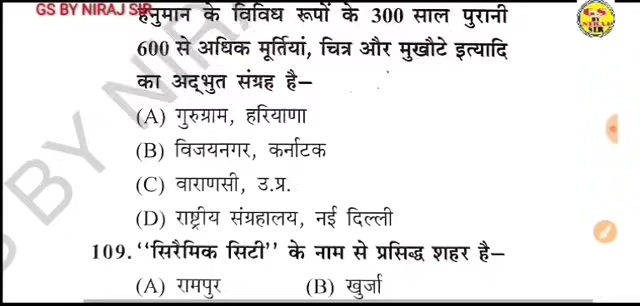 GS BY NIRAJ SIR
हनुमान के विविध रूपों के 300 साल पुरानी
600 से अधिक मूर्तियां, चित्र और मुखौटे इत्यादि
का अद्भुत संग्रह है–
(A) गुरुग्राम, हरियाणा
(B) विजयनगर, कर्नाटक
(C) वाराणसी, उ.प्र.
(D) राष्ट्रीय संग्रहालय, नई दिल्ली
109. ‘‘सिरैमिक सिटी’’ के नाम से प्रसिद्ध शहर है–
(A) रामपुर (B) खुर्जा